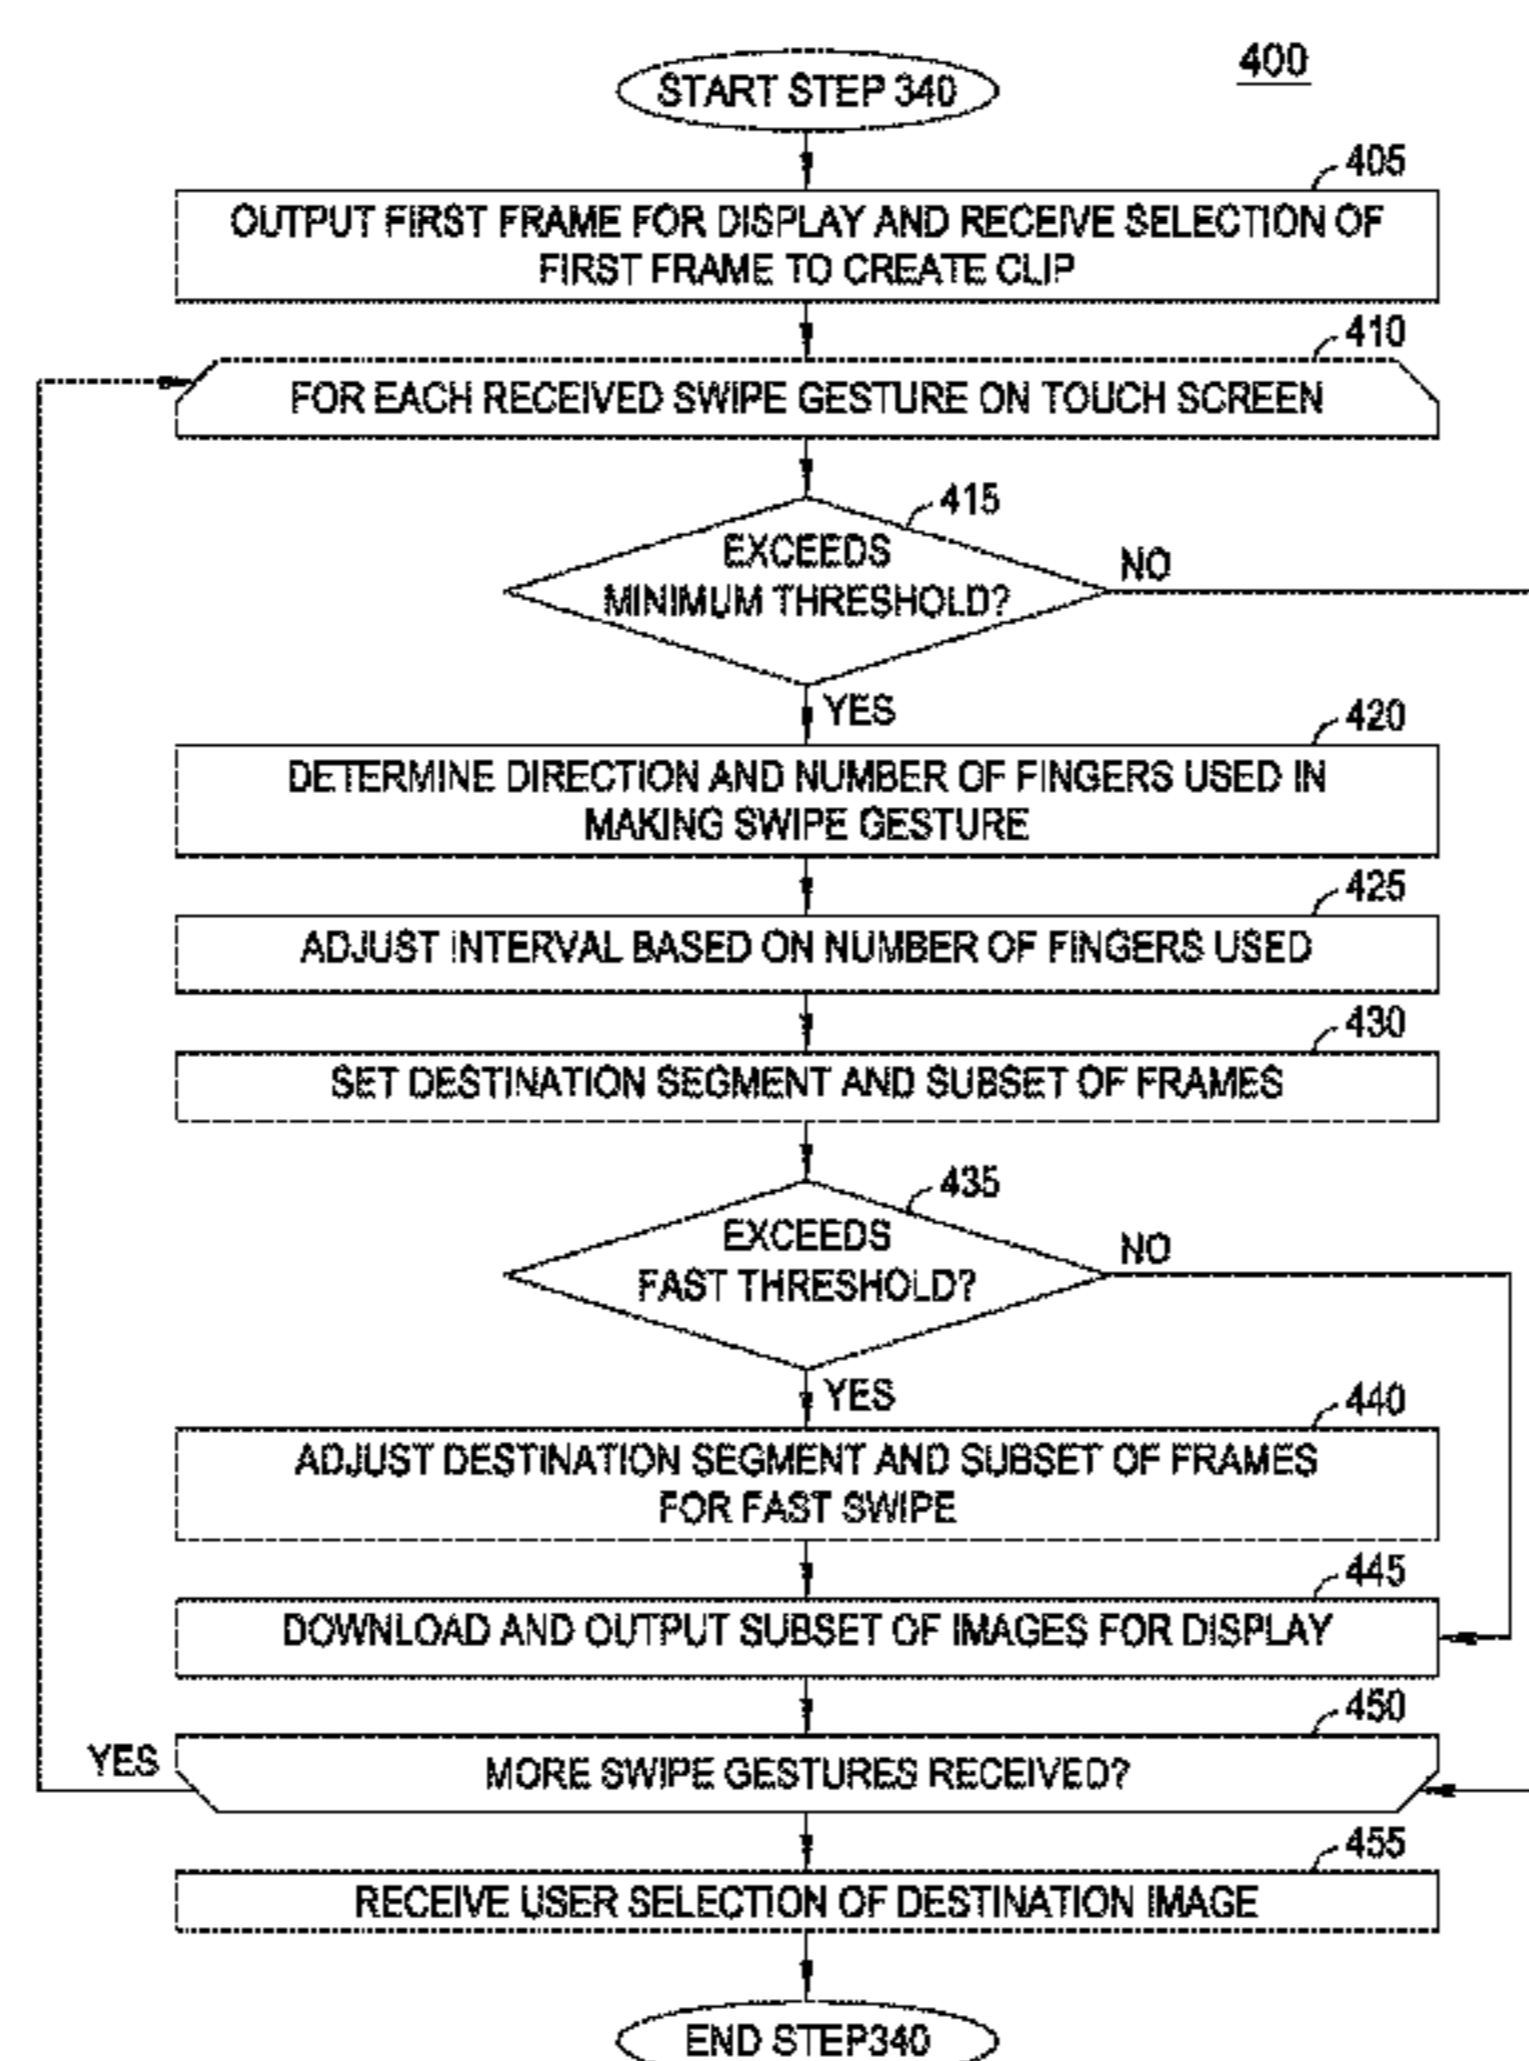 400
START STEP 340
405
OUTPUT FIRST FRAME FOR DISPLAY AND RECEIVE SELECTION OF
FIRST FRAME TO CREATE CLIP
410
FOR EACH RECEIVED SWIPE GESTURE ON TOUCH SCREEN
415
EXCEEDS
MINIMUM THRESHOLD?
NO
YES
420
DETERMINE DIRECTION AND NUMBER OF FINGERS USED IN
MAKING SWIPE GESTURE
425
ADJUST INTERVAL BASED ON NUMBER OF FINGERS USED
430
SET DESTINATION SEGMENT AND SUBSET OF FRAMES
435
EXCEEDS
FAST THRESHOLD?
NO
YES
440
ADJUST DESTINATION SEGMENT AND SUBSET OF FRAMES
FOR FAST SWIPE
445
DOWNLOAD AND OUTPUT SUBSET OF IMAGES FOR DISPLAY
450
YES
MORE SWIPE GESTURES RECEIVED?
455
RECEIVE USER SELECTION OF DESTINATION IMAGE
END STEP340